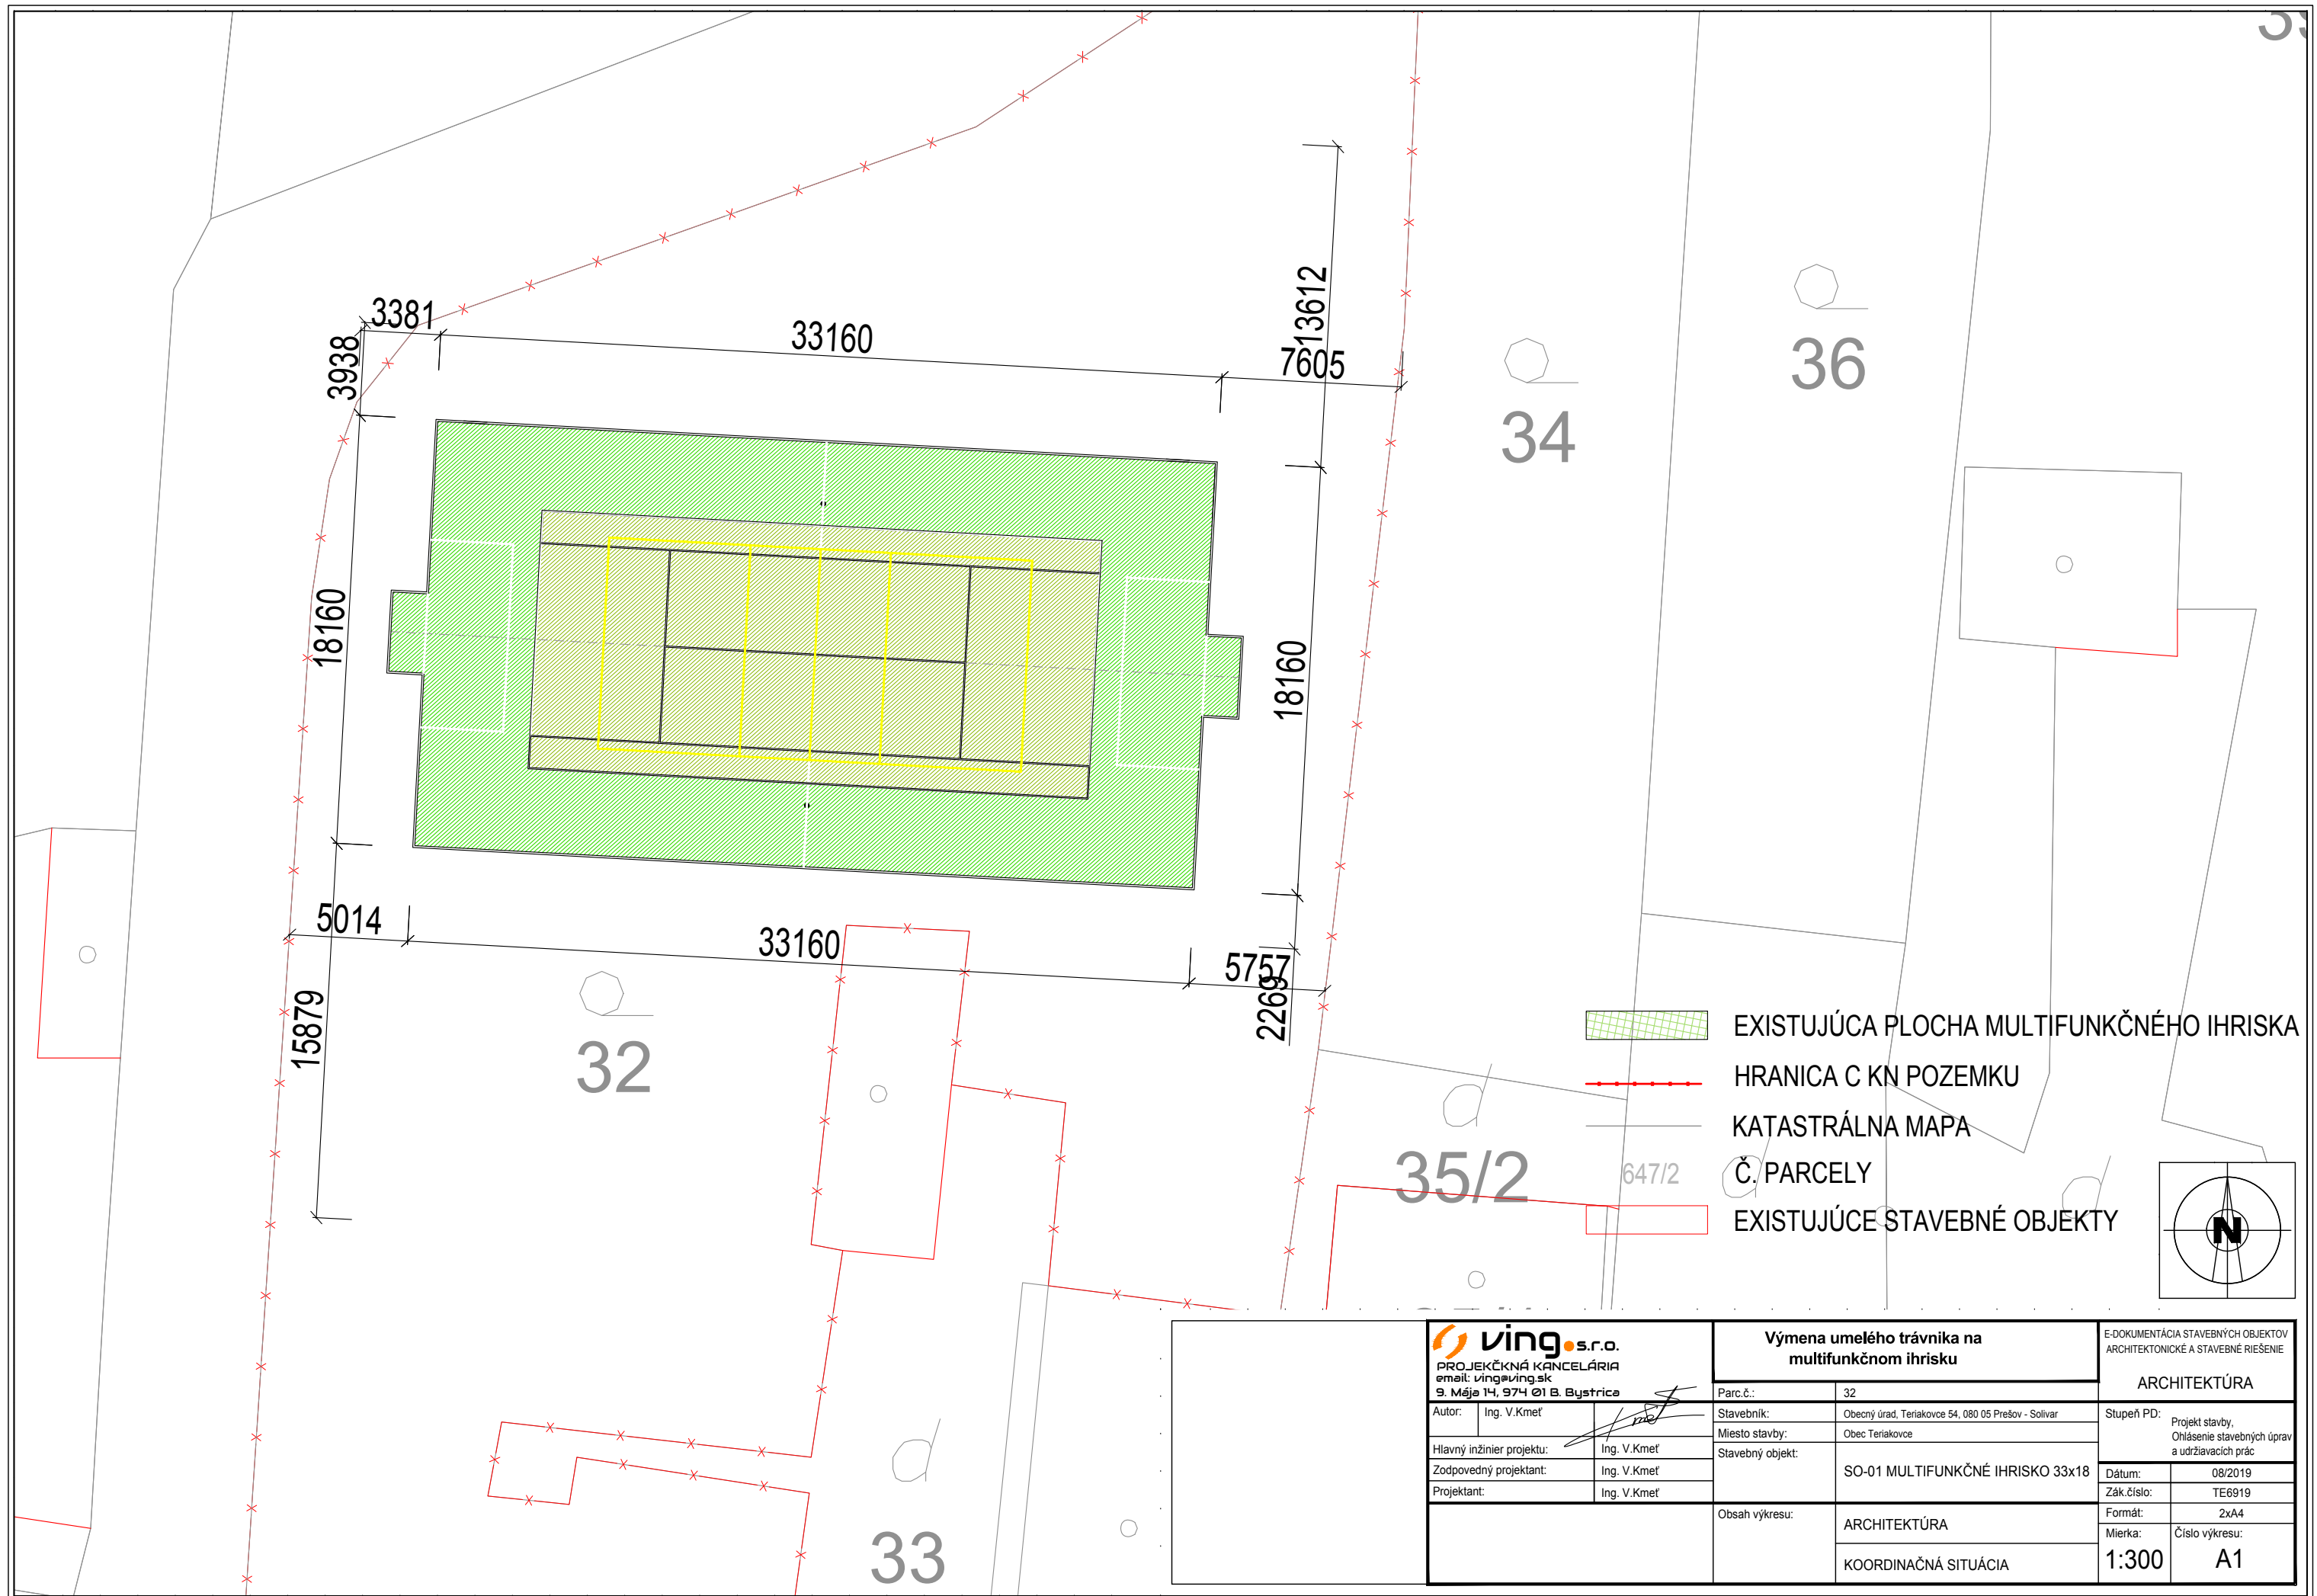 3381
33160
13612
7605
3938
36
34
18160
18160
5014
33160
5757
2269
15879
32
EXISTUJÚCA PLOCHA MULTIFUNKČNÉHO IHRISKA
HRANICA C KN POZEMKU
KATASTRÁLNA MAPA
35/2
647/2
Č. PARCELY
EXISTUJÚCE STAVEBNÉ OBJEKTY
N
33
ving s.r.o.
PROJEKČKNÁ KANCELÁRIA
email: ving@ving.sk
9. Mája 14, 974 01 B. Bystrica
Autor: Ing. V.Kmeť
Hlavný inžinier projektu: Ing. V.Kmeť
Zodpovedný projektant: Ing. V.Kmeť
Projektant: Ing. V.Kmeť
Výmena umelého trávnika na
multifunkčnom ihrisku
Parc.č.: 32
Stavebník: Obecný úrad, Teriakovce 54, 080 05 Prešov - Solivar
Miesto stavby: Obec Teriakovce
Stavebný objekt:
SO-01 MULTIFUNKČNÉ IHRISKO 33x18
Obsah výkresu:
ARCHITEKTÚRA
KOORDINAČNÁ SITUÁCIA
E-DOKUMENTÁCIA STAVEBNÝCH OBJEKTOV
ARCHITEKTONICKÉ A STAVEBNÉ RIEŠENIE
ARCHITEKTÚRA
Stupeň PD:
Projekt stavby,
Ohlásenie stavebných úprav
a udržiavacích prác
Dátum: 08/2019
Zák.číslo: TE6919
Formát: 2xA4
Mierka: Číslo výkresu:
1:300 A1